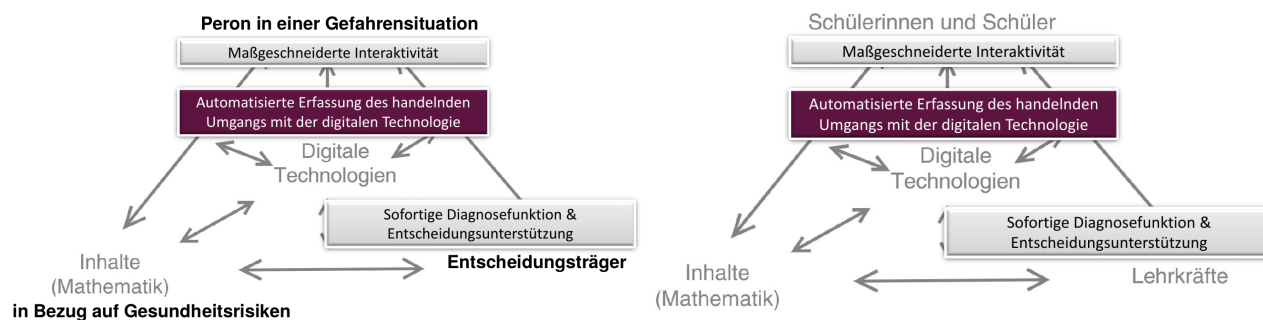 Peron in einer Gefahrensituation
Maßgeschneiderte Interaktivität
Automatisierte Erfassung des handelnden
Umgangs mit der digitalen Technologie
Digitale
Technologien
Sofortige Diagnosefunktion &
Entscheidungsunterstützung
Inhalte
(Mathematik)
Entscheidungsträger
in Bezug auf Gesundheitsrisiken
Schülerinnen und Schüler
Maßgeschneiderte Interaktivität
Automatisierte Erfassung des handelnden
Umgangs mit der digitalen Technologie
Digitale
Technologien
Sofortige Diagnosefunktion &
Entscheidungsunterstützung
Inhalte
(Mathematik)
Lehrkräfte